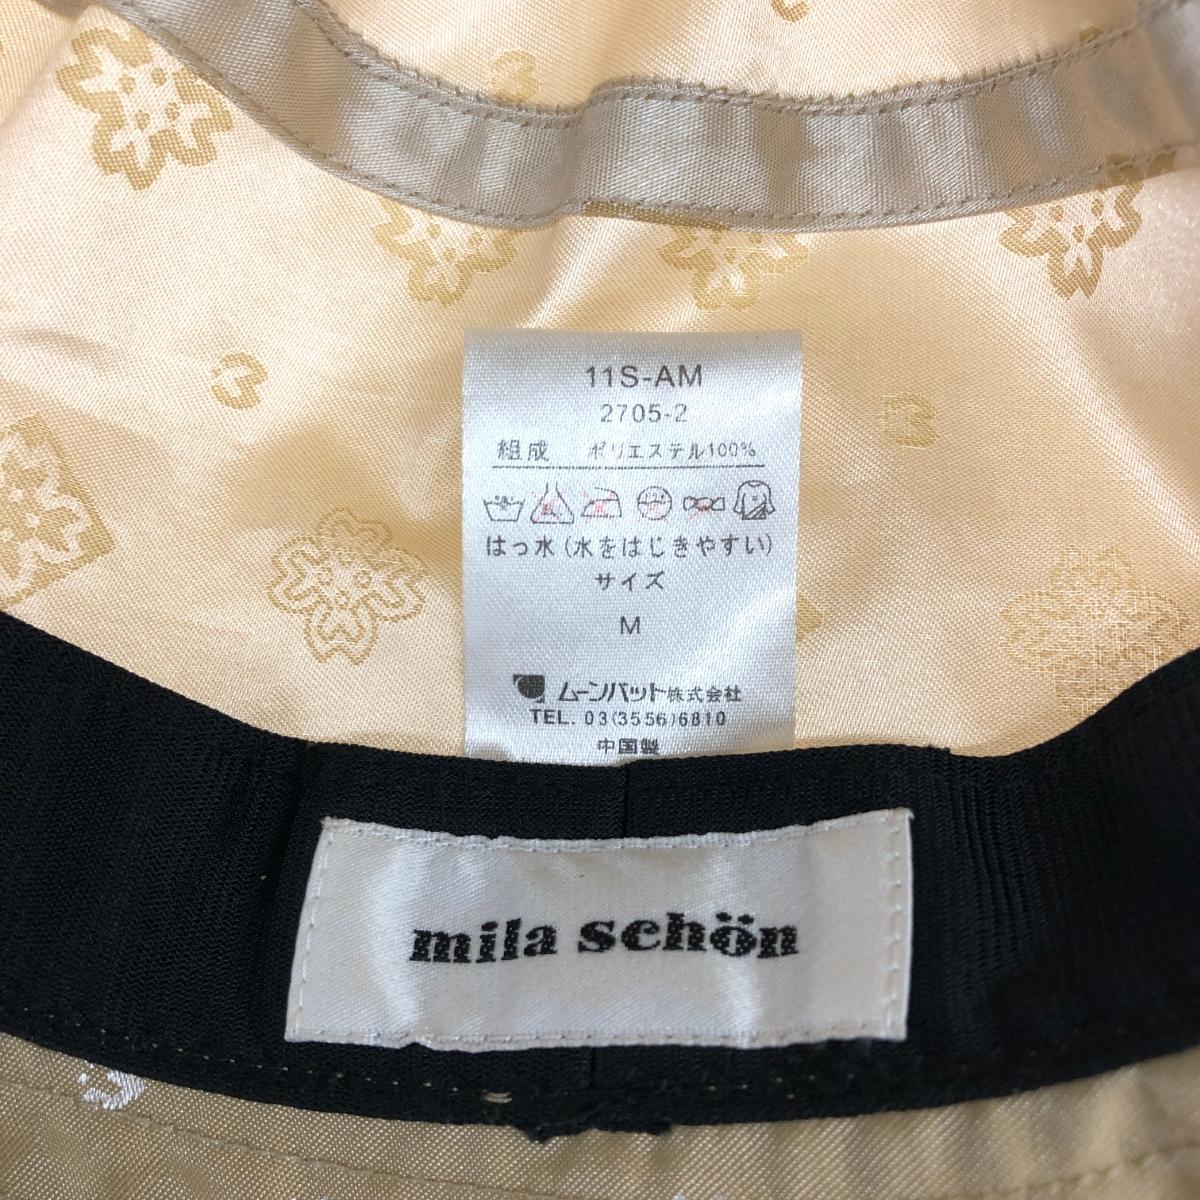 11S-AM
2705-2
組成 ポリエステル100%
はっ水(水をはじきやすい)
サイズ
M
ムーンバット株式会社
TEL. 03(3556)6810
中国製
mila schön